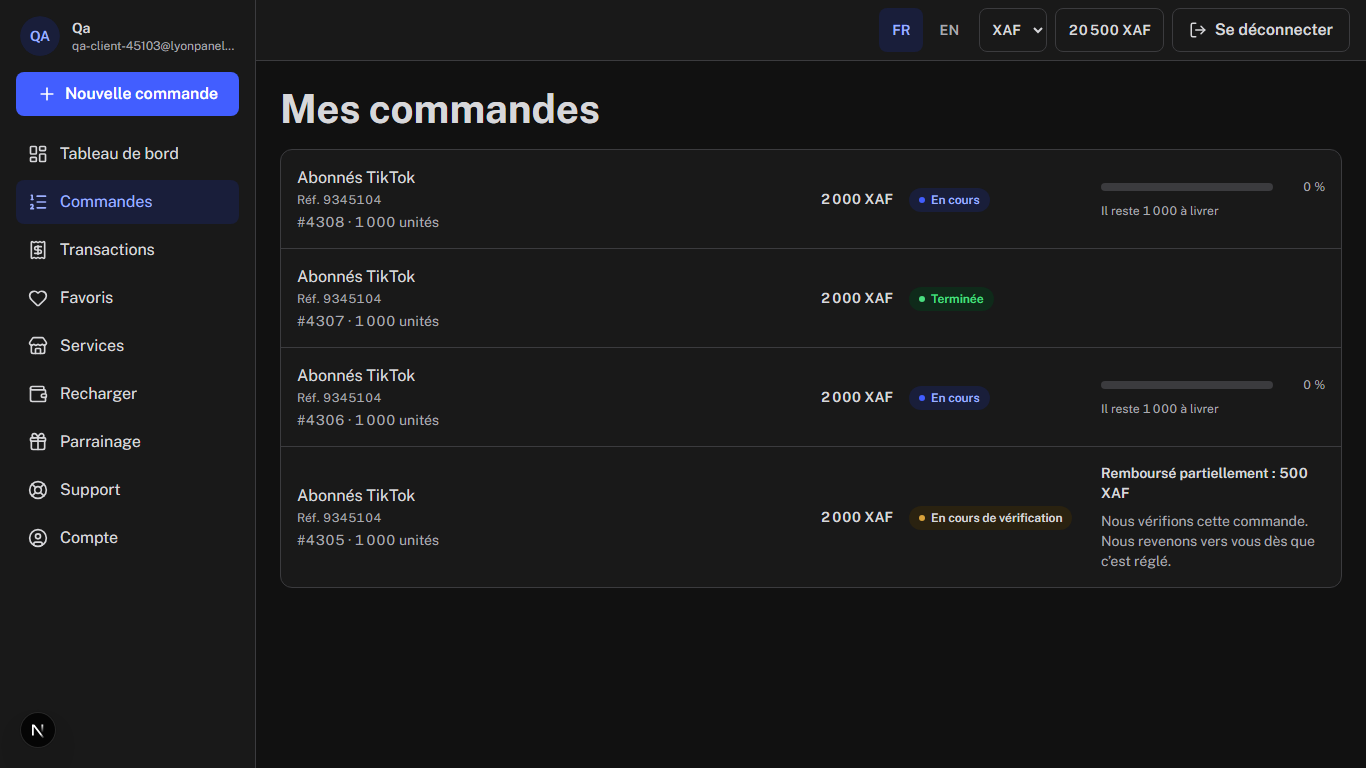 QA
Qa
qa-client-45103@lyonpanel...
FR
EN
XAF
20 500 XAF
Se déconnecter
Nouvelle commande
Tableau de bord
Commandes
Transactions
Favoris
Services
Recharger
Parrainage
Support
Compte
N
Mes commandes
Abonnés TikTok
Réf. 9345104
#4308 · 1 000 unités
2 000 XAF
En cours
0 %
Il reste 1 000 à livrer
Abonnés TikTok
Réf. 9345104
#4307 · 1 000 unités
2 000 XAF
Terminée
Abonnés TikTok
Réf. 9345104
#4306 · 1 000 unités
2 000 XAF
En cours
0 %
Il reste 1 000 à livrer
Abonnés TikTok
Réf. 9345104
#4305 · 1 000 unités
2 000 XAF
En cours de vérification
Remboursé partiellement : 500
XAF
Nous vérifions cette commande.
Nous revenons vers vous dès que
c’est réglé.